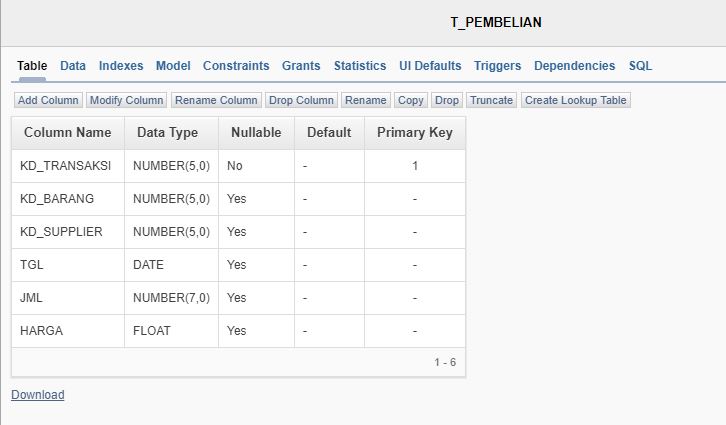 T_PEMBELIAN
Table Data Indexes Model Constraints Grants Statistics UI Defaults Triggers Dependencies SQL
Add Column Modify Column Rename Column Drop Column Rename Copy Drop Truncate Create Lookup Table
Column Name Data Type Nullable Default Primary Key
KD_TRANSAKSI NUMBER(5,0) No - 1
KD_BARANG NUMBER(5,0) Yes - -
KD_SUPPLIER NUMBER(5,0) Yes - -
TGL DATE Yes - -
JML NUMBER(7,0) Yes - -
HARGA FLOAT Yes - -
1 - 6
Download